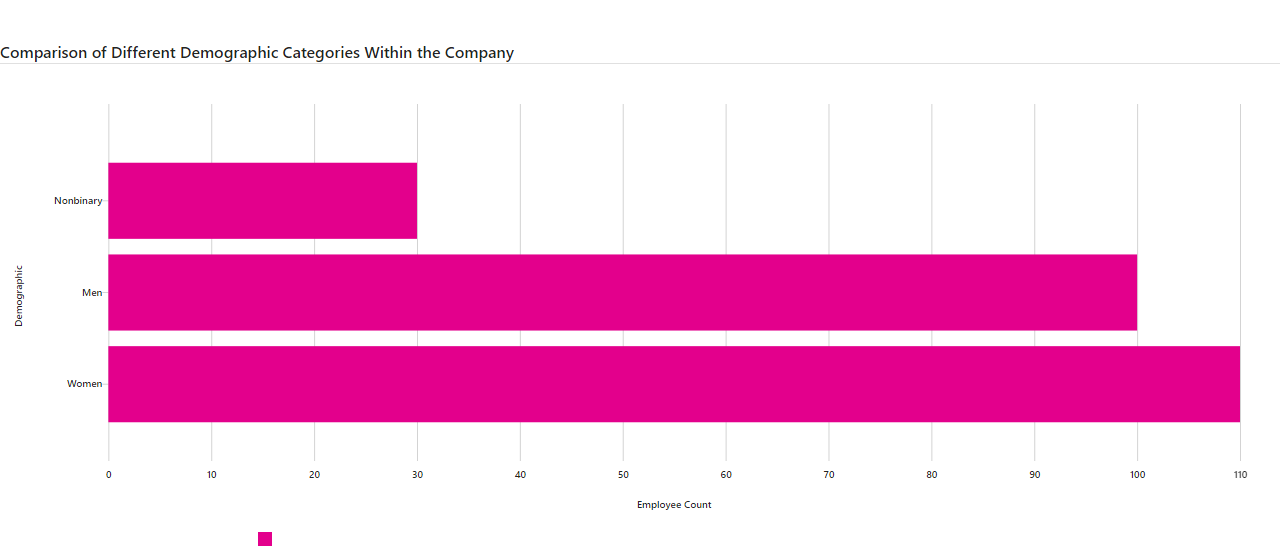 Comparison of Different Demographic Categories Within the Company
Demographic
Nonbinary
Men
Women
0 10 20 30 40 50 60 70 80 90 100 110
Employee Count